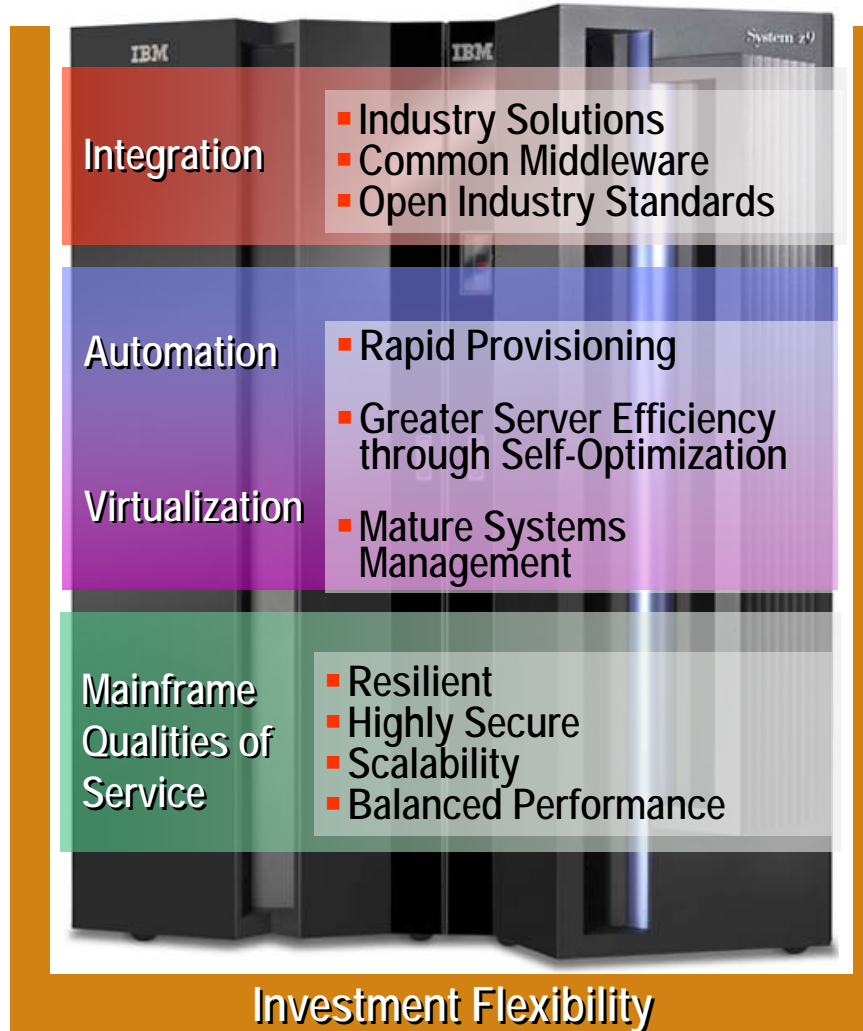 IBM
IBM
System z9
Integration
Industry Solutions
Common Middleware
Open Industry Standards
Automation
Virtualization
Rapid Provisioning
Greater Server Efficiency
through Self-Optimization
Mature Systems
Management
Mainframe
Qualities of
Service
Resilient
Highly Secure
Scalability
Balanced Performance
Investment Flexibility